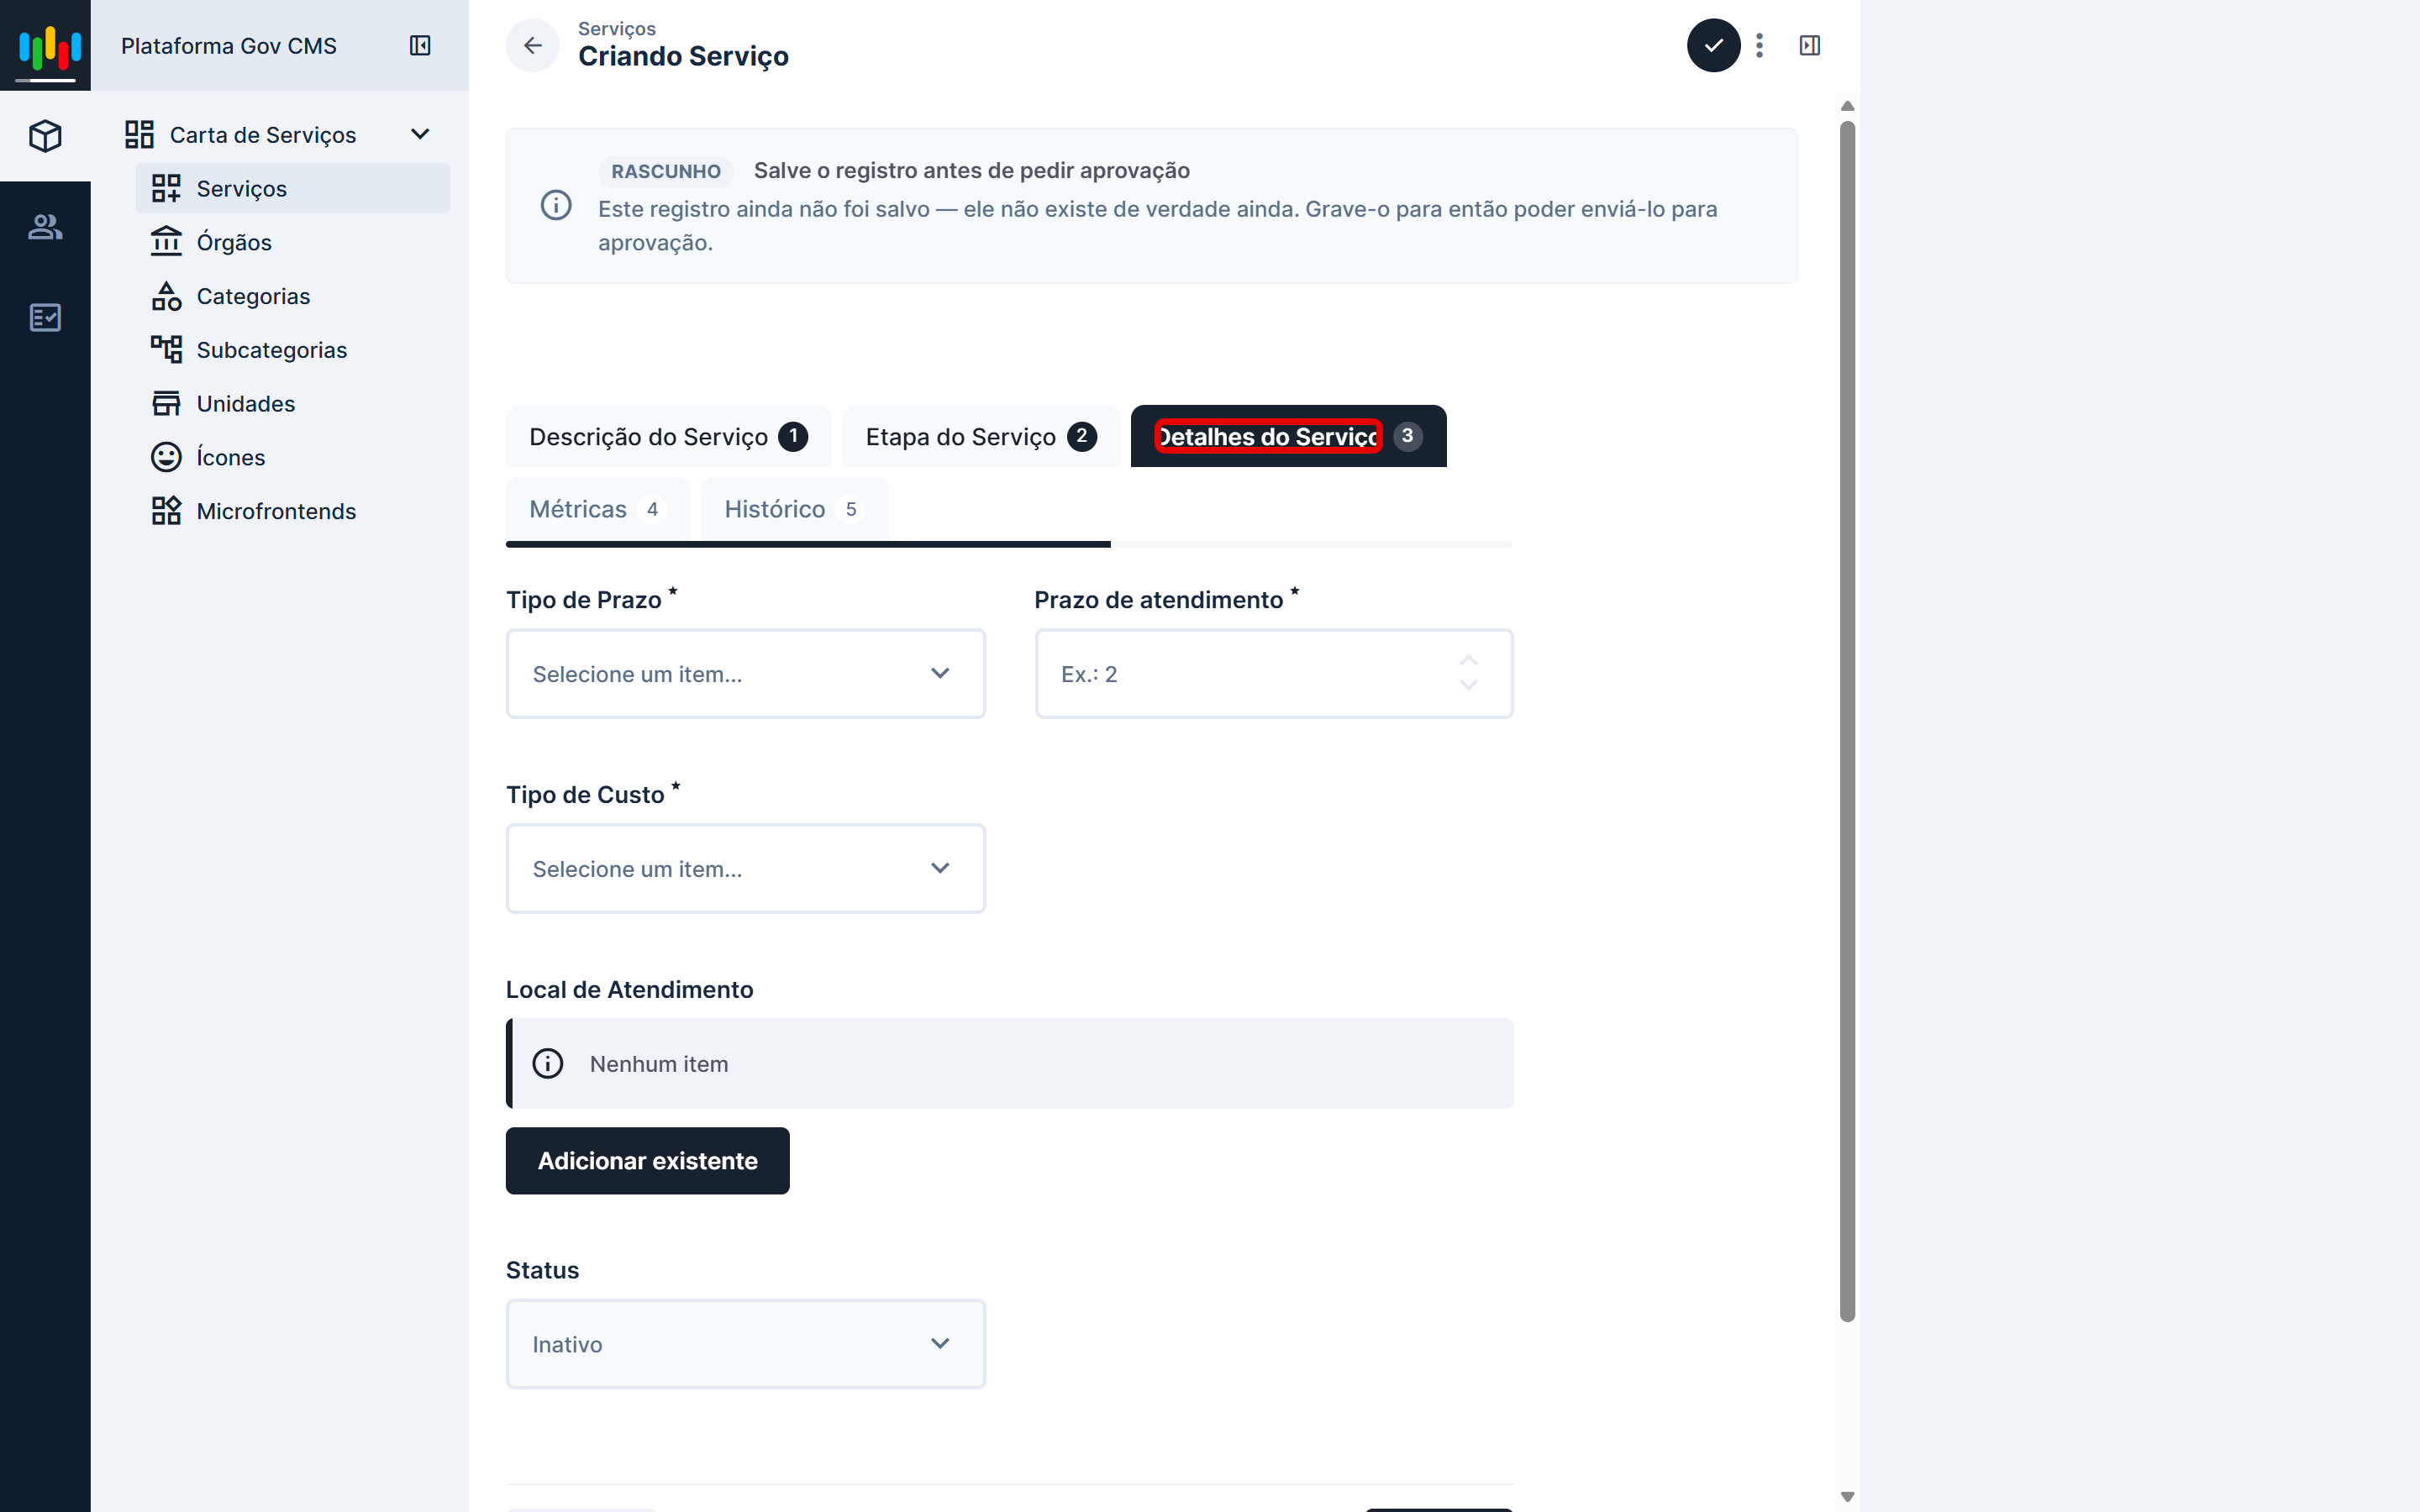 Plataforma Gov CMS
Carta de Serviços
Serviços
Órgãos
Categorias
Subcategorias
Unidades
Ícones
Microfrontends
Serviços
Criando Serviço
RASCUNHO Salve o registro antes de pedir aprovação
Este registro ainda não foi salvo — ele não existe de verdade ainda. Grave-o para então poder enviá-lo para
aprovação.
Descrição do Serviço 1 Etapa do Serviço 2 Detalhes do Serviço 3
Métricas 4 Histórico 5
Tipo de Prazo * Prazo de atendimento *
Selecione um item... Ex.: 2
Tipo de Custo *
Selecione um item...
Local de Atendimento
Nenhum item
Adicionar existente
Status
Inativo